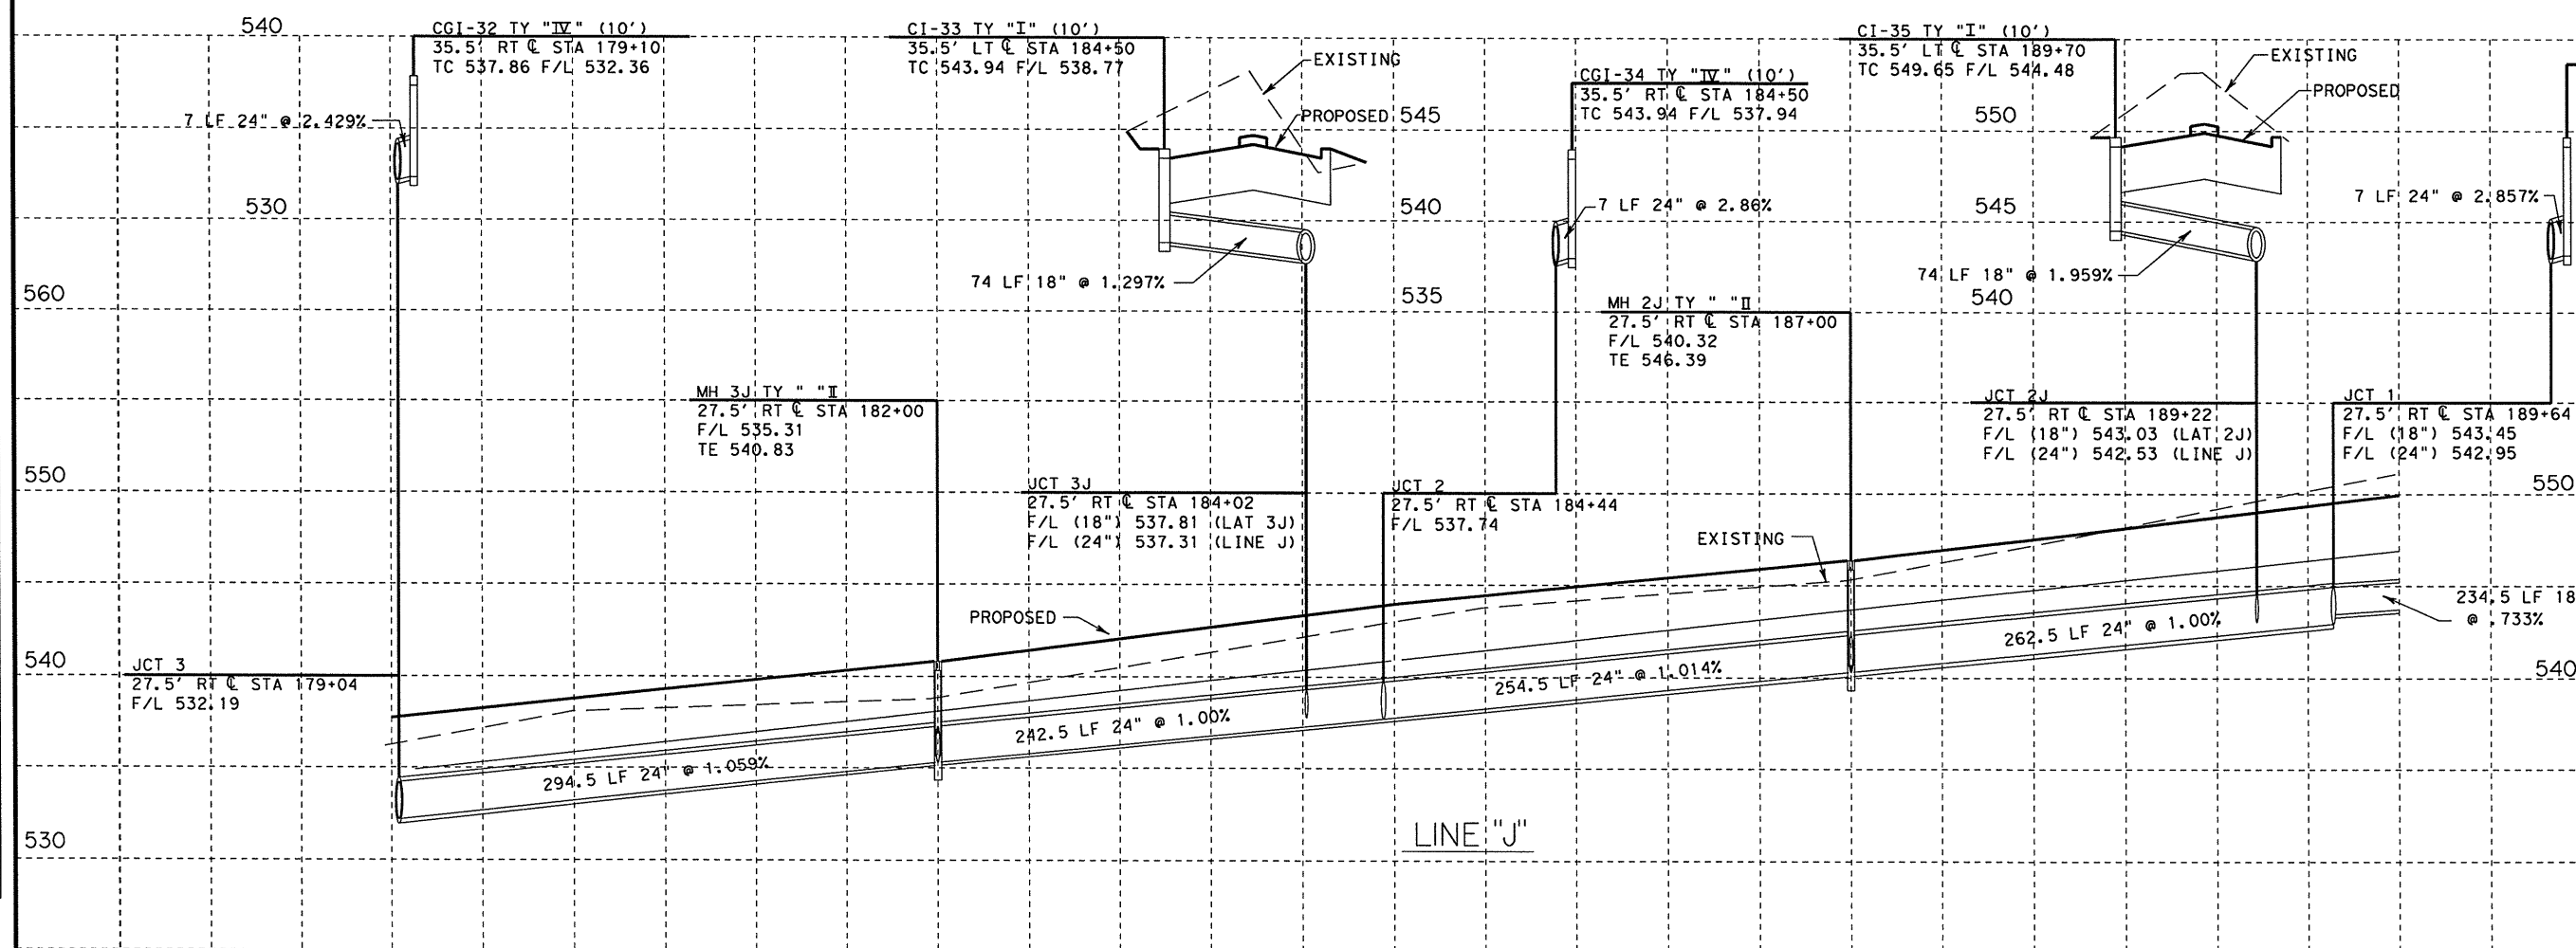 540
CGI-32 TY "IV" (10')
35.5' RT ℄ STA 179+10
TC 537.86 F/L 532.36
7 LF 24" @ 2.429%
530
CI-33 TY "I" (10')
35.5' LT ℄ STA 184+50
TC 543.94 F/L 538.77
EXISTING
PROPOSED
545
540
535
74 LF 18" @ 1.297%
CGI-34 TY "IV" (10')
35.5' RT ℄ STA 184+50
TC 543.94 F/L 537.94
7 LF 24" @ 2.86%
CI-35 TY "I" (10')
35.5' LT ℄ STA 189+70
TC 549.65 F/L 544.48
EXISTING
PROPOSED
550
545
540
74 LF 18" @ 1.959%
7 LF 24" @ 2.857%
560
550
540
530
MH 3J TY " "II
27.5' RT ℄ STA 182+00
F/L 535.31
TE 540.83
MH 2J TY " "II
27.5' RT ℄ STA 187+00
F/L 540.32
TE 546.39
JCT 2J
27.5' RT ℄ STA 189+22
F/L (18") 543.03 (LAT 2J)
F/L (24") 542.53 (LINE J)
JCT 1
27.5' RT ℄ STA 189+64
F/L (18") 543.45
F/L (24") 542.95
JCT 3J
27.5' RT ℄ STA 184+02
F/L (18") 537.81 (LAT 3J)
F/L (24") 537.31 (LINE J)
JCT 2
27.5' RT ℄ STA 184+44
F/L 537.74
550
EXISTING
PROPOSED
JCT 3
27.5' RT ℄ STA 179+04
F/L 532.19
294.5 LF 24" @ 1.059%
242.5 LF 24" @ 1.00%
254.5 LF 24" @ 1.014%
262.5 LF 24" @ 1.00%
234.5 LF 18
@ .733%
540
LINE "J"